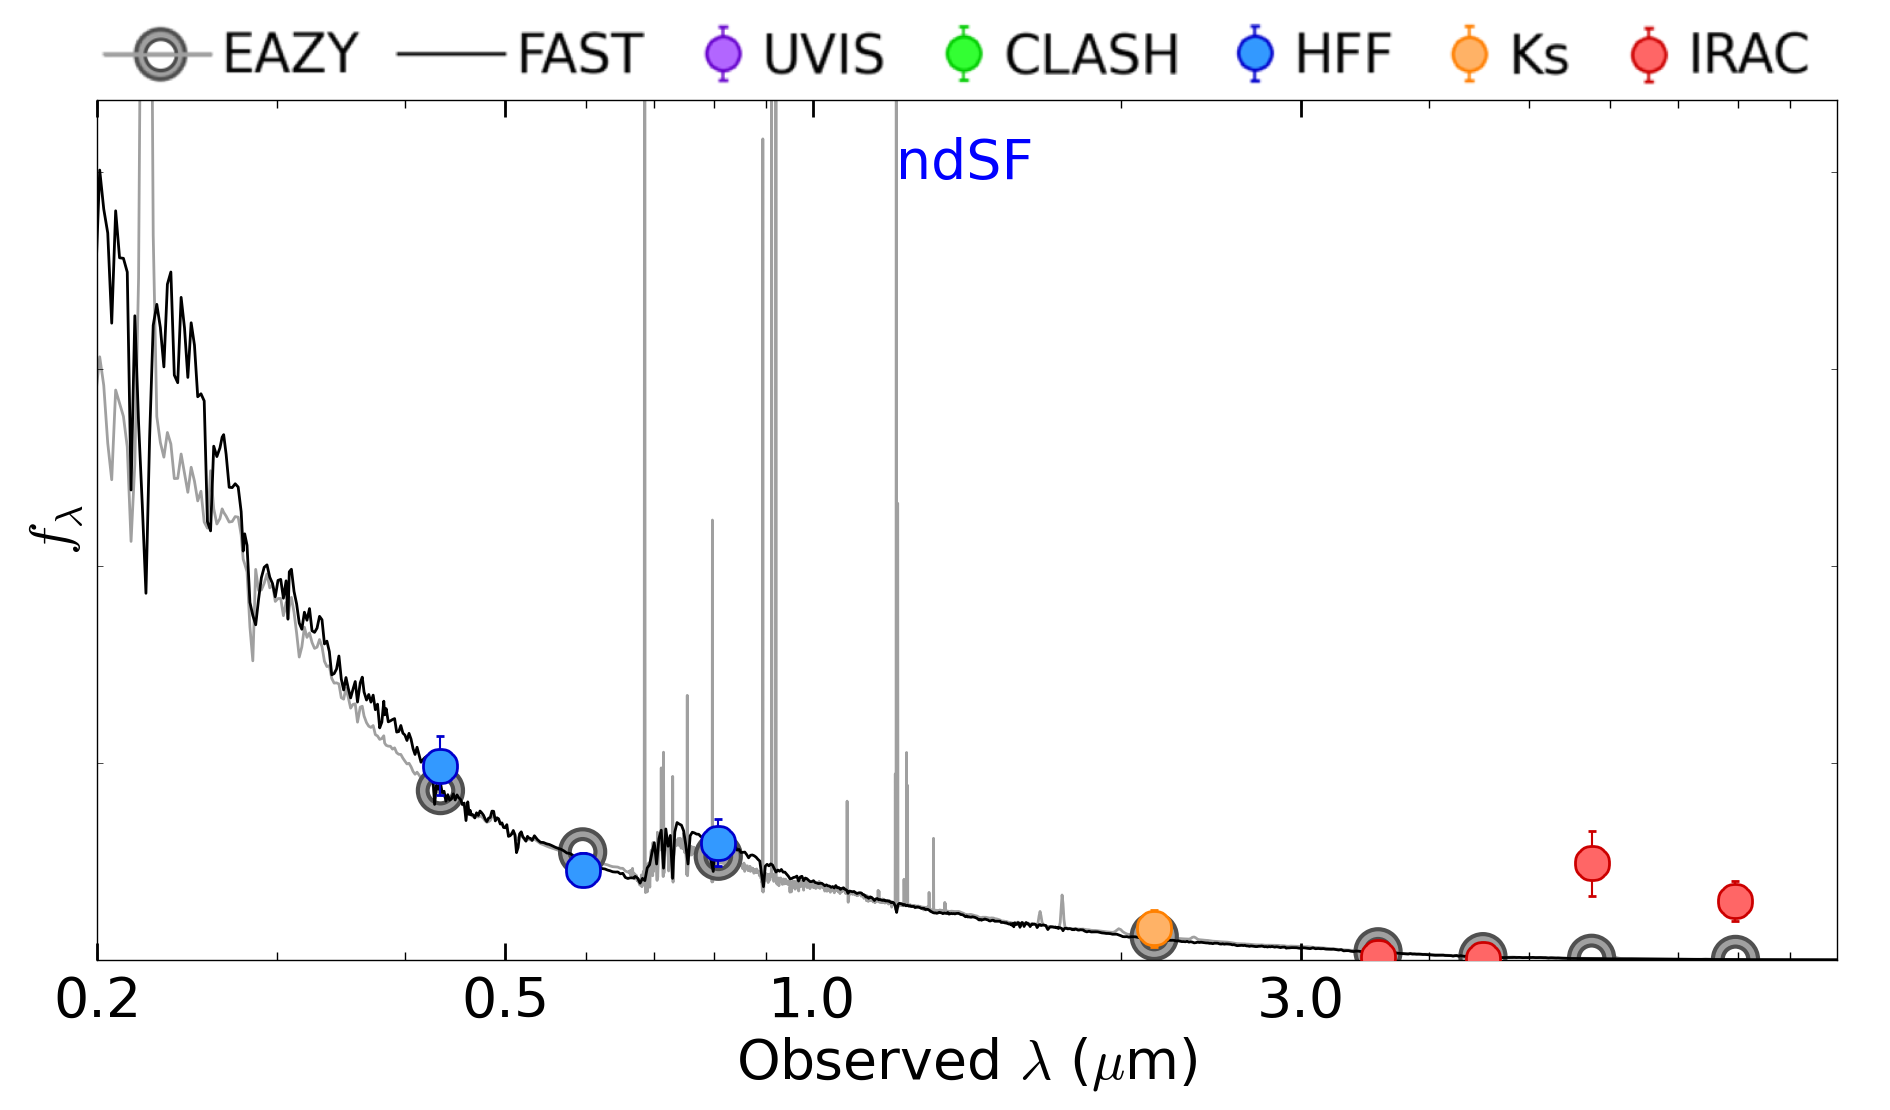 EAZY FAST UVIS CLASH HFF Ks IRAC
ndSF
fλ
0.2 0.5 1.0 3.0
Observed λ (μm)